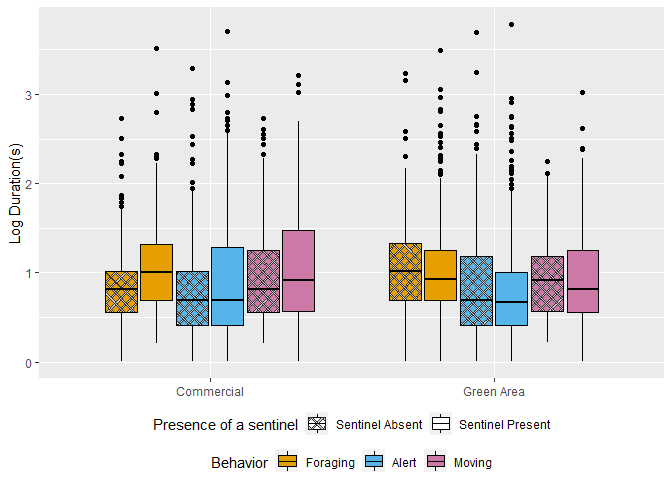 3
2
1
0
Log Duration(s)
Commercial Green Area
Presence of a sentinel Sentinel Absent Sentinel Present
Behavior Foraging Alert Moving